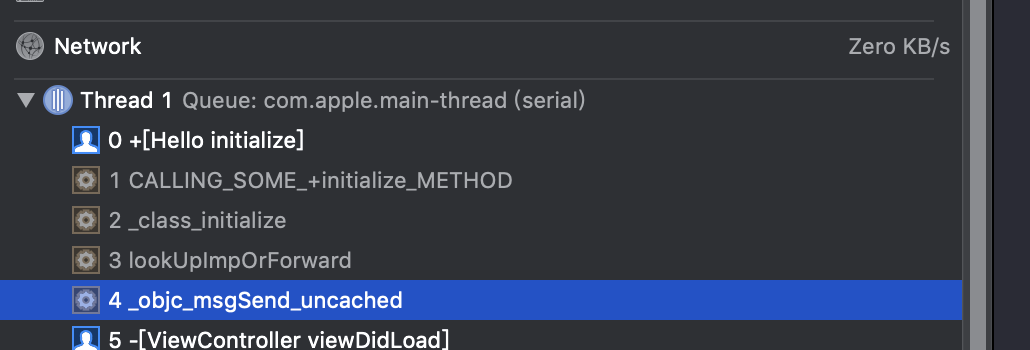 Network Zero KB/s
Thread 1 Queue: com.apple.main-thread (serial)
0 +[Hello initialize]
1 CALLING_SOME_+initialize_METHOD
2 _class_initialize
3 lookUpImpOrForward
4 _objc_msgSend_uncached
5 -[ViewController viewDidLoad]